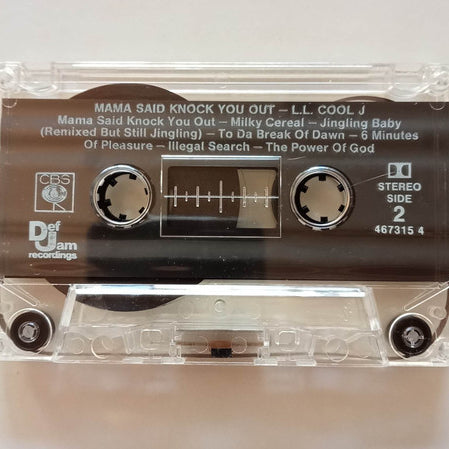 MAMA SAID KNOCK YOU OUT – L.L. COOL J
Mama Said Knock You Out – Milky Cereal – Jingling Baby
(Remixed But Still Jingling) – To Da Break Of Dawn – 6 Minutes
Of Pleasure – Illegal Search – The Power Of God
CBS
STEREO
SIDE
2
467315 4
Def
Jam
recordings